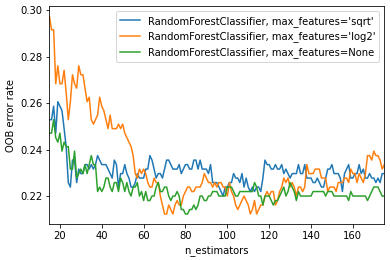 RandomForestClassifier, max_features='sqrt'
RandomForestClassifier, max_features='log2'
RandomForestClassifier, max_features=None
OOB error rate
0.30
0.28
0.26
0.24
0.22
20 40 60 80 100 120 140 160
n_estimators